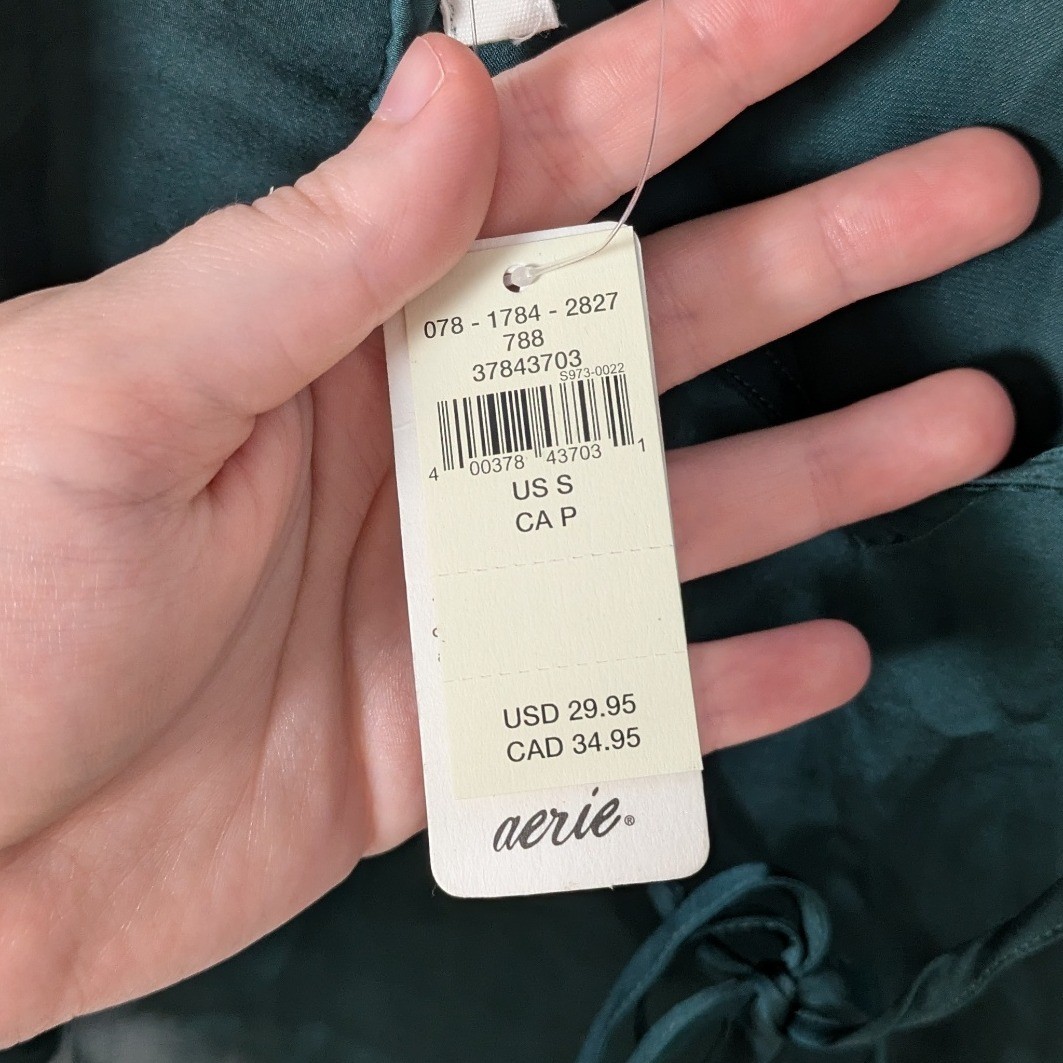 078 - 1784 - 2827
788
37843703
S973-0022
4 00378 43703 1
US S
CA P
USD 29.95
CAD 34.95
aerie®